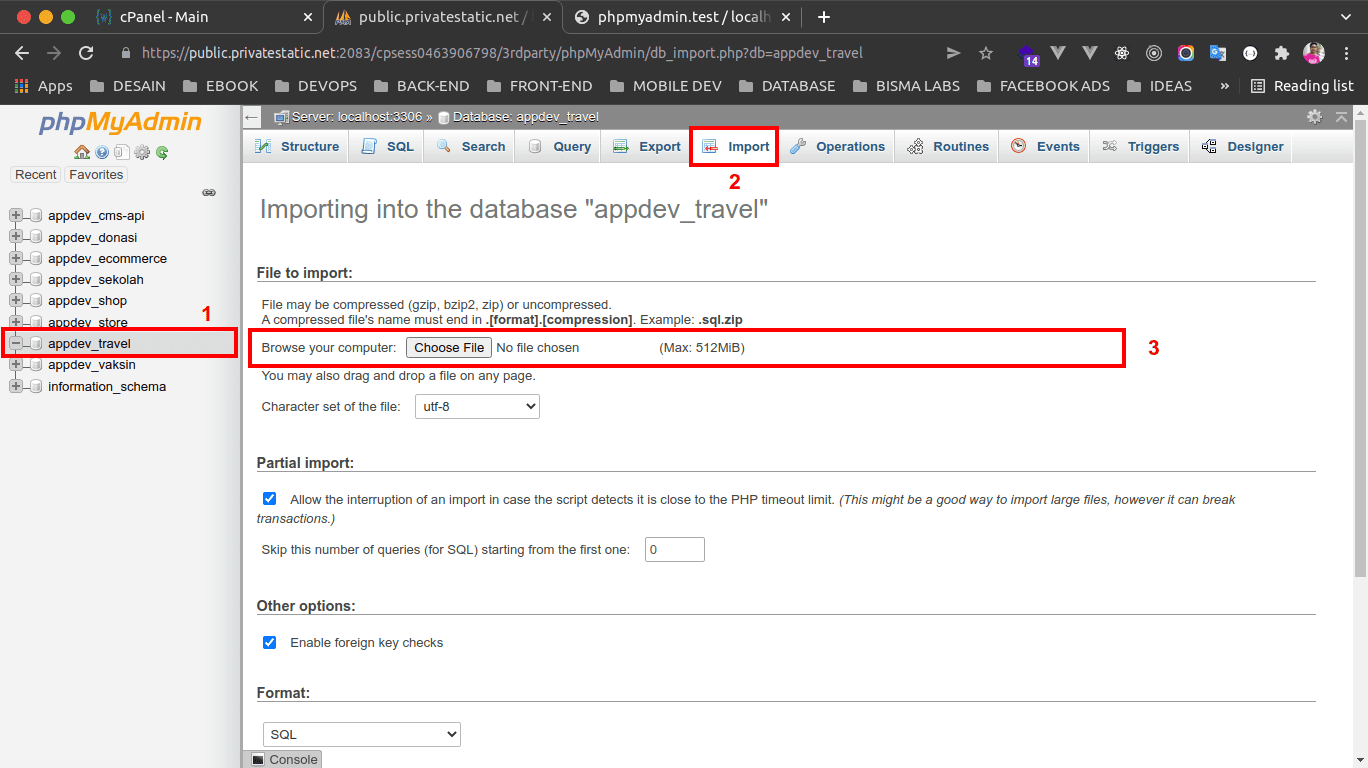 cPanel - Main
public.privatestatic.net /
phpmyadmin.test / localh
https://public.privatestatic.net:2083/cpsess0463906798/3rdparty/phpMyAdmin/db_import.php?db=appdev_travel
14
Apps
DESAIN
EBOOK
DEVOPS
BACK-END
FRONT-END
MOBILE DEV
DATABASE
BISMA LABS
FACEBOOK ADS
IDEAS
»
Reading list
phpMyAdmin
Recent
Favorites
appdev_cms-api
appdev_donasi
appdev_ecommerce
appdev_sekolah
appdev_shop
appdev_store
1
appdev_travel
appdev_vaksin
information_schema
Server: localhost:3306 » Database: appdev_travel
Structure
SQL
Search
Query
Export
Import
Operations
Routines
Events
Triggers
Designer
2
Importing into the database "appdev_travel"
File to import:
File may be compressed (gzip, bzip2, zip) or uncompressed.
A compressed file's name must end in .[format].[compression]. Example: .sql.zip
Browse your computer: Choose File No file chosen (Max: 512MiB)
3
You may also drag and drop a file on any page.
Character set of the file: utf-8
Partial import:
Allow the interruption of an import in case the script detects it is close to the PHP timeout limit. (This might be a good way to import large files, however it can break
transactions.)
Skip this number of queries (for SQL) starting from the first one: 0
Other options:
Enable foreign key checks
Format:
SQL
Console